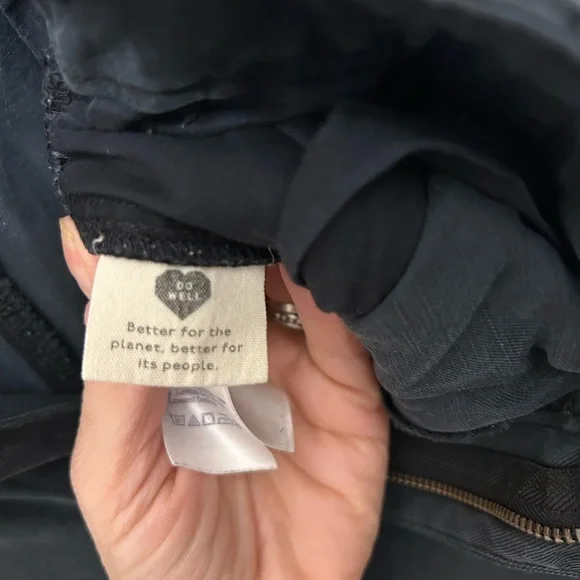 DO
WELL
Better for the
planet, better for
its people.